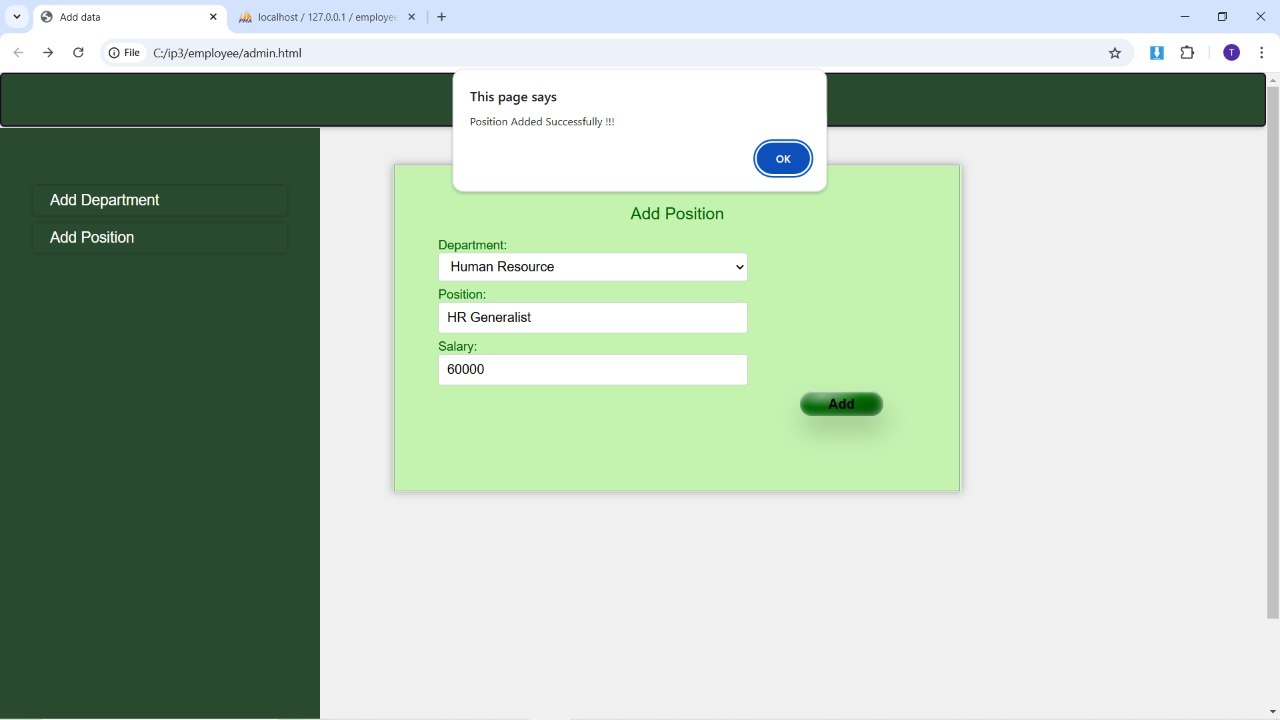 Add data
localhost / 127.0.0.1 / employee
File
C:/ip3/employee/admin.html
T
This page says
Position Added Successfully !!!
OK
Add Department
Add Position
Add Position
Department:
Human Resource
Position:
HR Generalist
Salary:
60000
Add